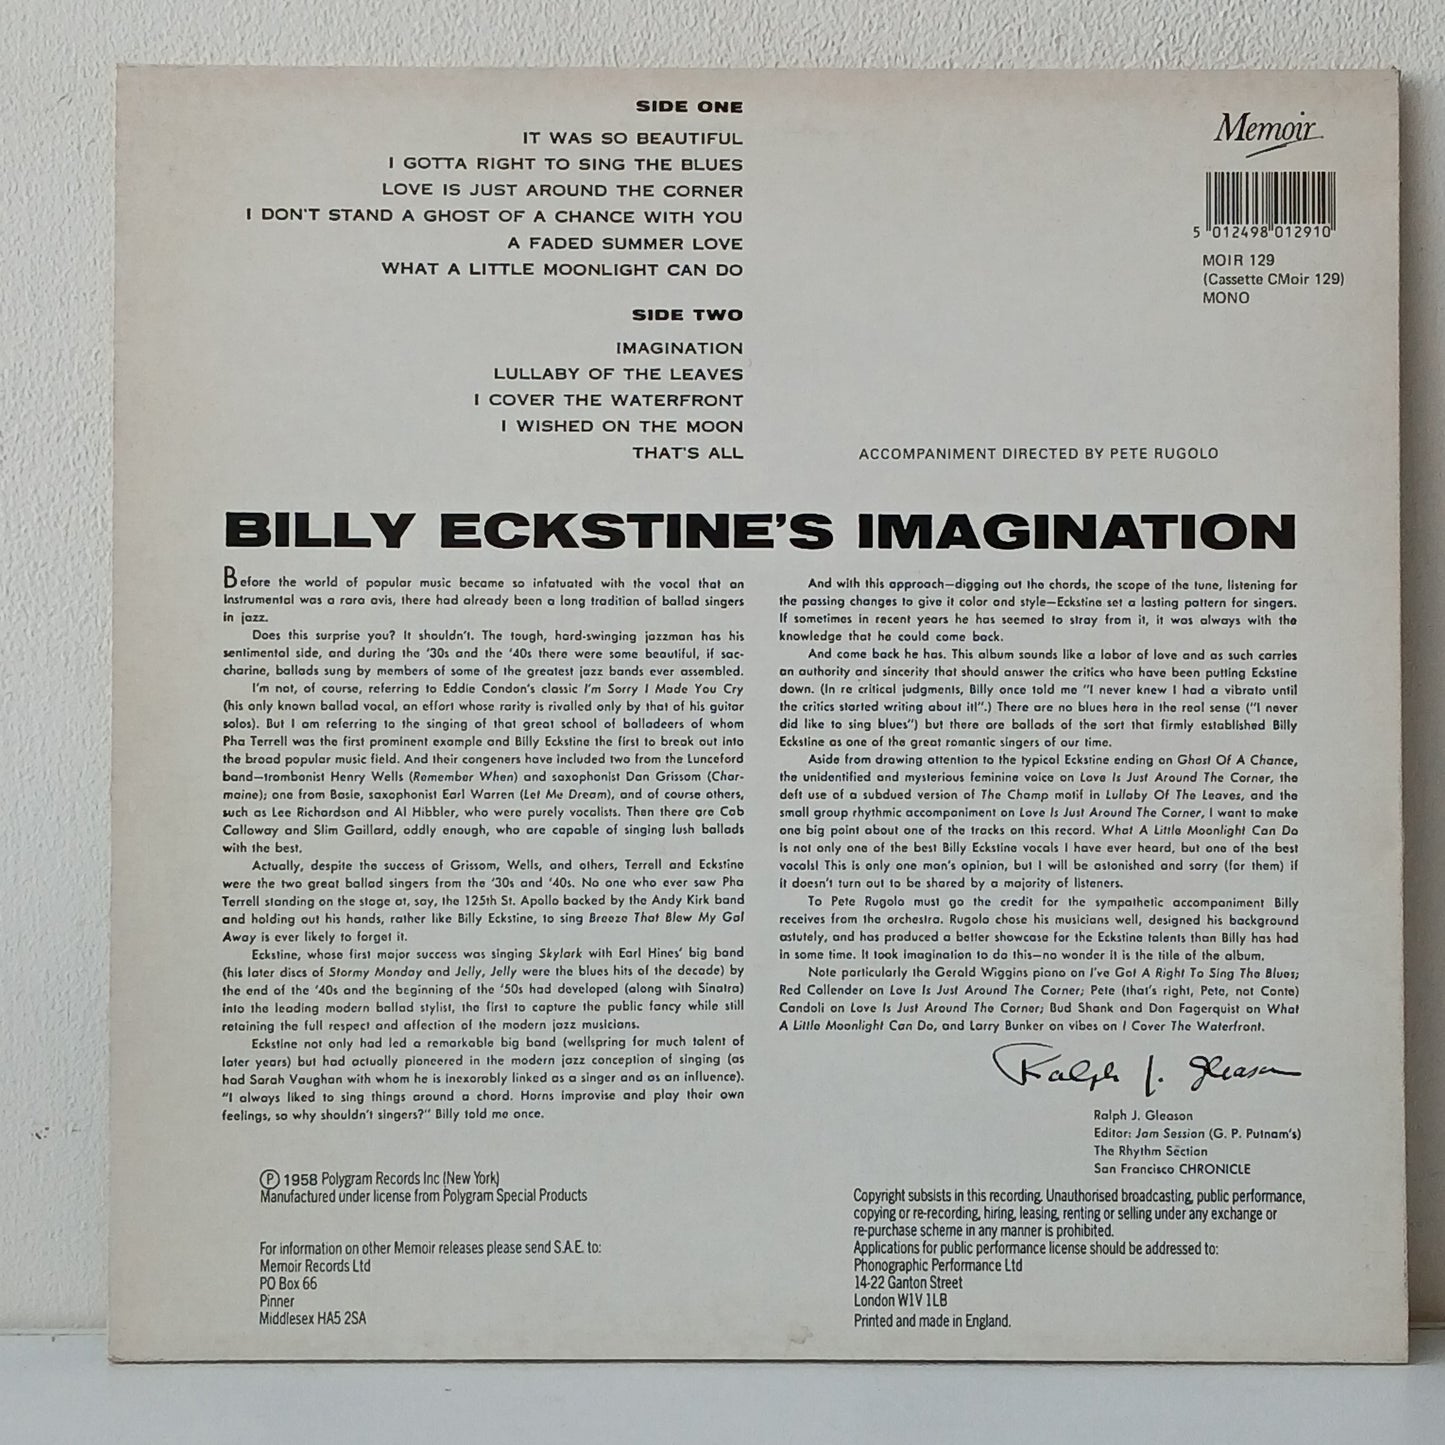 SIDE ONE
IT WAS SO BEAUTIFUL
I GOTTA RIGHT TO SING THE BLUES
LOVE IS JUST AROUND THE CORNER
I DON'T STAND A GHOST OF A CHANCE WITH YOU
A FADED SUMMER LOVE
WHAT A LITTLE MOONLIGHT CAN DO
SIDE TWO
IMAGINATION
LULLABY OF THE LEAVES
I COVER THE WATERFRONT
I WISHED ON THE MOON
THAT'S ALL
Memoir
5 012498 012910
MOIR 129
(Cassette CMoir 129)
MONO
ACCOMPANIMENT DIRECTED BY PETE RUGOLO
BILLY ECKSTINE'S IMAGINATION
Before the world of popular music became so infatuated with the vocal that an
Instrumental was a rara avis, there had already been a long tradition of ballad singers
in jazz.
Does this surprise you? It shouldn't. The tough, hard-swinging jazzman has his
sentimental side, and during the '30s and the '40s there were some beautiful, if sac-
charine, ballads sung by members of some of the greatest jazz bands ever assembled.
I'm not, of course, referring to Eddie Condon's classic I'm Sorry I Made You Cry
(his only known ballad vocal, an effort whose rarity is rivalled only by that of his guitar
solos). But I am referring to the singing of that great school of balladeers of whom
Pha Terrell was the first prominent example and Billy Eckstine the first to break out into
the broad popular music field. And their congeners have included two from the Lunceford
band—trombonist Henry Wells (Remember When) and saxophonist Dan Grissom (Char-
maine); one from Basie, saxophonist Earl Warren (Let Me Dream), and of course others,
such as Lee Richardson and Al Hibbler, who were purely vocalists. Then there are Cab
Calloway and Slim Gaillard, oddly enough, who are capable of singing lush ballads
with the best.
Actually, despite the success of Grissom, Wells, and others, Terrell and Eckstine
were the two great ballad singers from the '30s and '40s. No one who ever saw Pha
Terrell standing on the stage at, say, the 125th St. Apollo backed by the Andy Kirk band
and holding out his hands, rather like Billy Eckstine, to sing Breeze That Blew My Gal
Away is ever likely to forget it.
Eckstine, whose first major success was singing Skylark with Earl Hines' big band
(his later discs of Stormy Monday and Jelly, Jelly were the blues hits of the decade) by
the end of the '40s and the beginning of the '50s had developed (along with Sinatra)
into the leading modern ballad stylist, the first to capture the public fancy while still
retaining the full respect and affection of the modern jazz musicians.
Eckstine not only had led a remarkable big band (wellspring for much talent of
later years) but had actually pioneered in the modern jazz conception of singing (as
had Sarah Vaughan with whom he is inexorably linked as a singer and as an influence).
"I always liked to sing things around a chord. Horns improvise and play their own
feelings, so why shouldn't singers?" Billy told me once.
And with this approach—digging out the chords, the scope of the tune, listening for
the passing changes to give it color and style—Eckstine set a lasting pattern for singers.
If sometimes in recent years he has seemed to stray from it, it was always with the
knowledge that he could come back.
And come back he has. This album sounds like a labor of love and as such carries
an authority and sincerity that should answer the critics who have been putting Eckstine
down. (In re critical judgments, Billy once told me "I never knew I had a vibrato until
the critics started writing about it!".) There are no blues here in the real sense ("I never
did like to sing blues") but there are ballads of the sort that firmly established Billy
Eckstine as one of the great romantic singers of our time.
Aside from drawing attention to the typical Eckstine ending on Ghost Of A Chance,
the unidentified and mysterious feminine voice on Love Is Just Around The Corner, the
deft use of a subdued version of The Champ motif in Lullaby Of The Leaves, and the
small group rhythmic accompaniment on Love Is Just Around The Corner, I want to make
one big point about one of the tracks on this record. What A Little Moonlight Can Do
is not only one of the best Billy Eckstine vocals I have ever heard, but one of the best
vocals! This is only one man's opinion, but I will be astonished and sorry (for them) if
it doesn't turn out to be shared by a majority of listeners.
To Pete Rugolo must go the credit for the sympathetic accompaniment Billy
receives from the orchestra. Rugolo chose his musicians well, designed his background
astutely, and has produced a better showcase for the Eckstine talents than Billy has had
in some time. It took imagination to do this—no wonder it is the title of the album.
Note particularly the Gerald Wiggins piano on I've Got A Right To Sing The Blues;
Red Callender on Love Is Just Around The Corner; Pete (that's right, Pete, not Conte)
Candoli on Love Is Just Around The Corner; Bud Shank and Don Fagerquist on What
A Little Moonlight Can Do, and Larry Bunker on vibes on I Cover The Waterfront.
Ralph J. Gleason
Ralph J. Gleason
Editor: Jam Session (G. P. Putnam's)
The Rhythm Section
San Francisco CHRONICLE
Ⓟ 1958 Polygram Records Inc (New York)
Manufactured under license from Polygram Special Products
For information on other Memoir releases please send S.A.E. to:
Memoir Records Ltd
PO Box 66
Pinner
Middlesex HA5 2SA
Copyright subsists in this recording. Unauthorised broadcasting, public performance,
copying or re-recording, hiring, leasing, renting or selling under any exchange or
re-purchase scheme in any manner is prohibited.
Applications for public performance license should be addressed to:
Phonographic Performance Ltd
14-22 Ganton Street
London W1V 1LB
Printed and made in England.